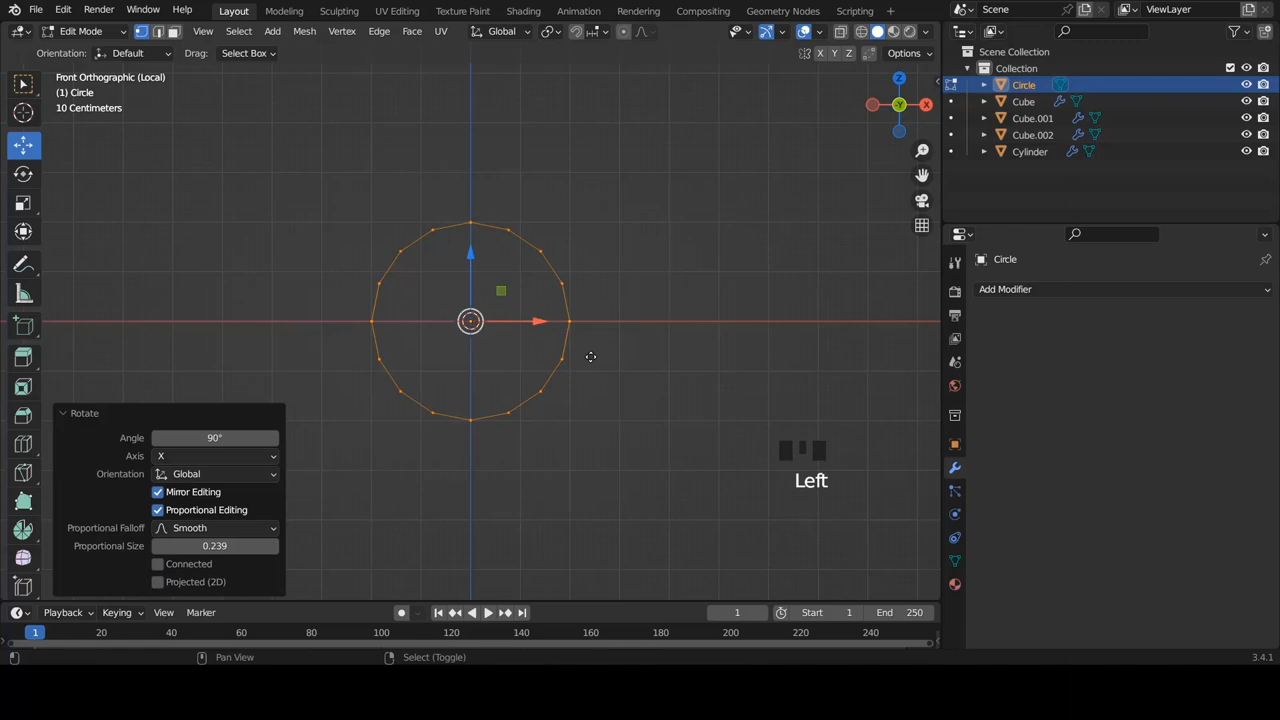 File Edit Render Window Help Layout Modeling Sculpting UV Editing Texture Paint Shading Animation Rendering Compositing Geometry Nodes Scripting Scene ViewLayer
Edit Mode View Select Add Mesh Vertex Edge Face UV Global
Orientation: Default Drag: Select Box X Y Z Options
Scene Collection
Collection
Circle
Cube
Cube.001
Cube.002
Cylinder
Front Orthographic (Local)
(1) Circle
10 Centimeters
Z
X
-Y
Circle
Add Modifier
Rotate
Angle 90°
Axis X
Orientation Global
Mirror Editing
Proportional Editing
Proportional Falloff Smooth
Proportional Size 0.239
Connected
Projected (2D)
Left
Playback Keying View Marker 1 Start 1 End 250
1 20 40 60 80 100 120 140 160 180 200 220 240
Pan View Select (Toggle) 3.4.1